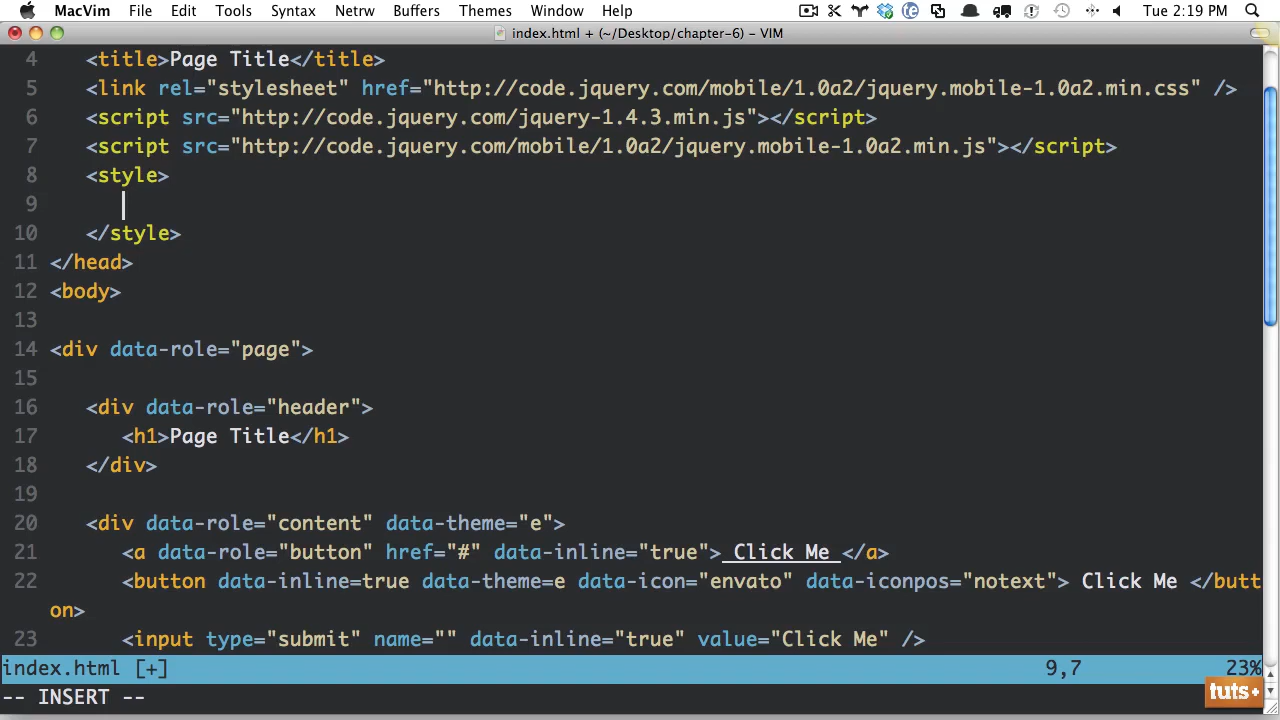 MacVim File Edit Tools Syntax Netrw Buffers Themes Window Help Tue 2:19 PM
index.html + (~/Desktop/chapter-6) – VIM
4 <title>Page Title</title>
5 <link rel="stylesheet" href="http://code.jquery.com/mobile/1.0a2/jquery.mobile-1.0a2.min.css" />
6 <script src="http://code.jquery.com/jquery-1.4.3.min.js"></script>
7 <script src="http://code.jquery.com/mobile/1.0a2/jquery.mobile-1.0a2.min.js"></script>
8 <style>
9
10 </style>
11 </head>
12 <body>
13
14 <div data-role="page">
15
16 <div data-role="header">
17 <h1>Page Title</h1>
18 </div>
19
20 <div data-role="content" data-theme="e">
21 <a data-role="button" href="#" data-inline="true"> Click Me </a>
22 <button data-inline=true data-theme=e data-icon="envato" data-iconpos="notext"> Click Me </butt
on>
23 <input type="submit" name="" data-inline="true" value="Click Me" />
index.html [+] 9,7 23%
-- INSERT --
tuts+